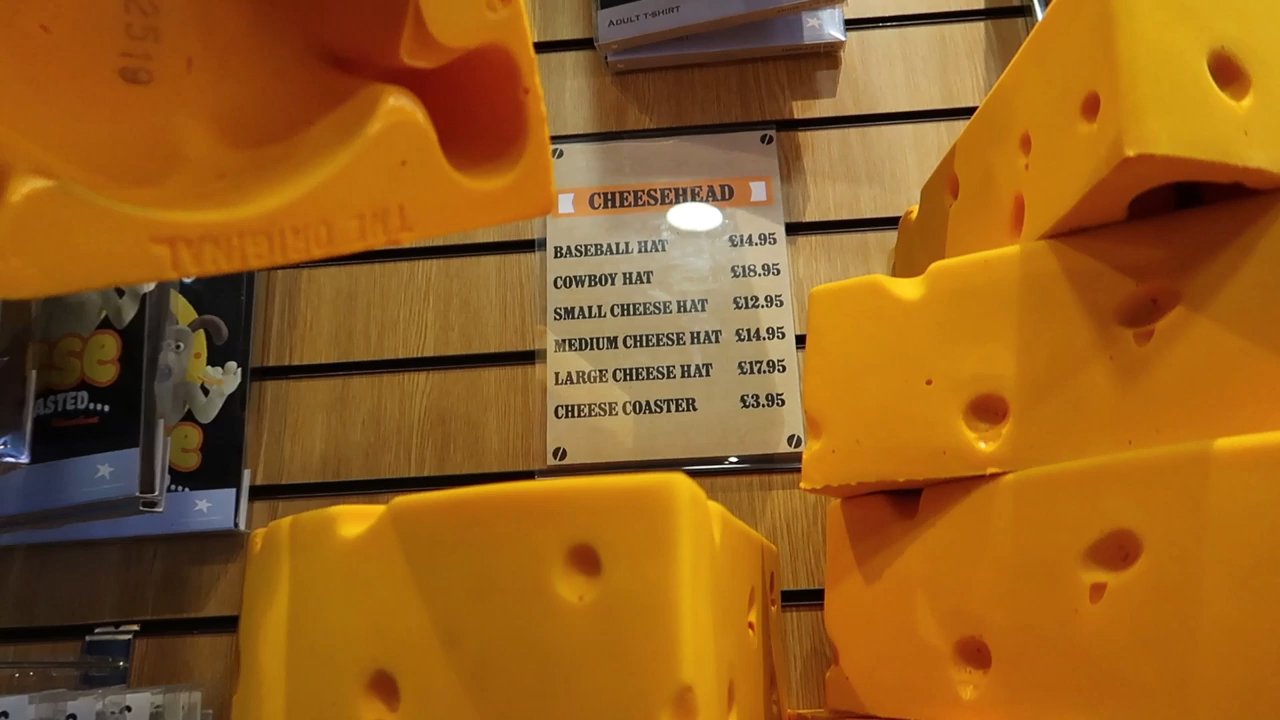 2519
ADULT T-SHIRT
THE ORIGINAL
CHEESEHEAD
BASEBALL HAT £14.95
COWBOY HAT £18.95
SMALL CHEESE HAT £12.95
MEDIUM CHEESE HAT £14.95
LARGE CHEESE HAT £17.95
CHEESE COASTER £3.95
ASTED...